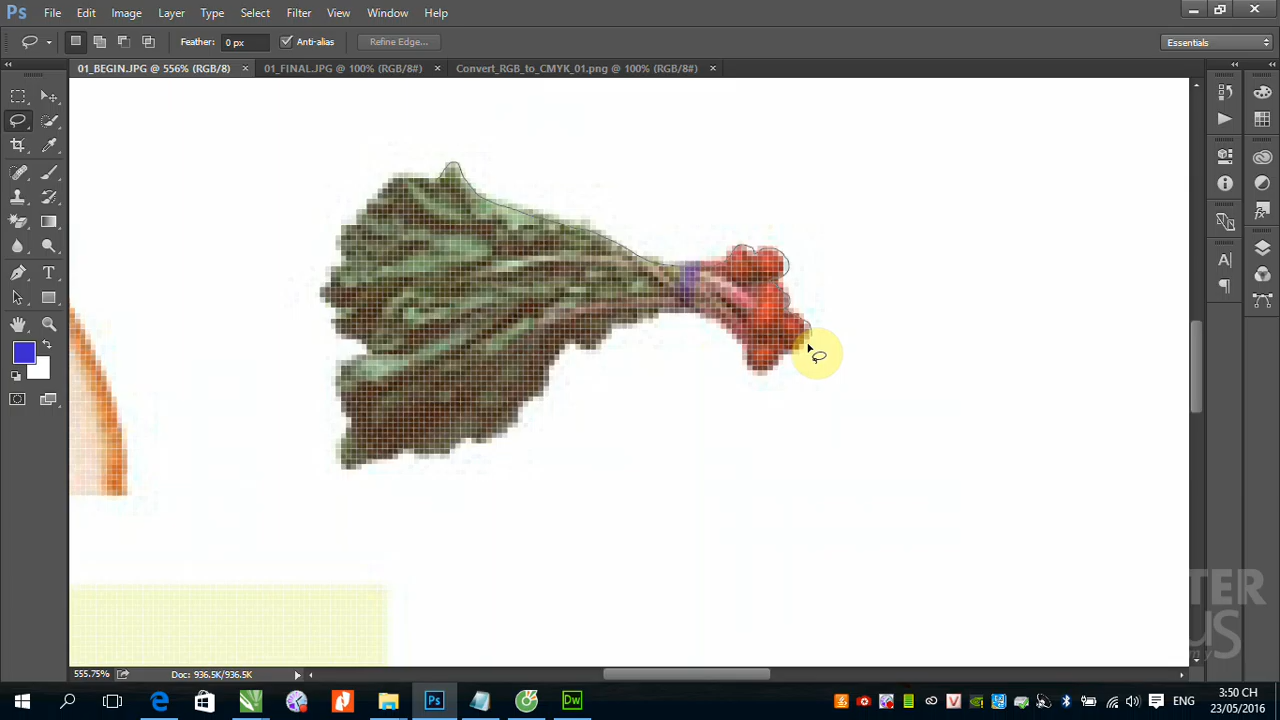 Ps File Edit Image Layer Type Select Filter View Window Help
Feather: 0 px Anti-alias Refine Edge... Essentials
01_BEGIN.JPG @ 556% (RGB/8) × 01_FINAL.JPG @ 100% (RGB/8#) × Convert_RGB_to_CMYK_01.png @ 100% (RGB/8#) ×
555.75% Doc: 936.5K/936.5K
ENG 3:50 CH
23/05/2016